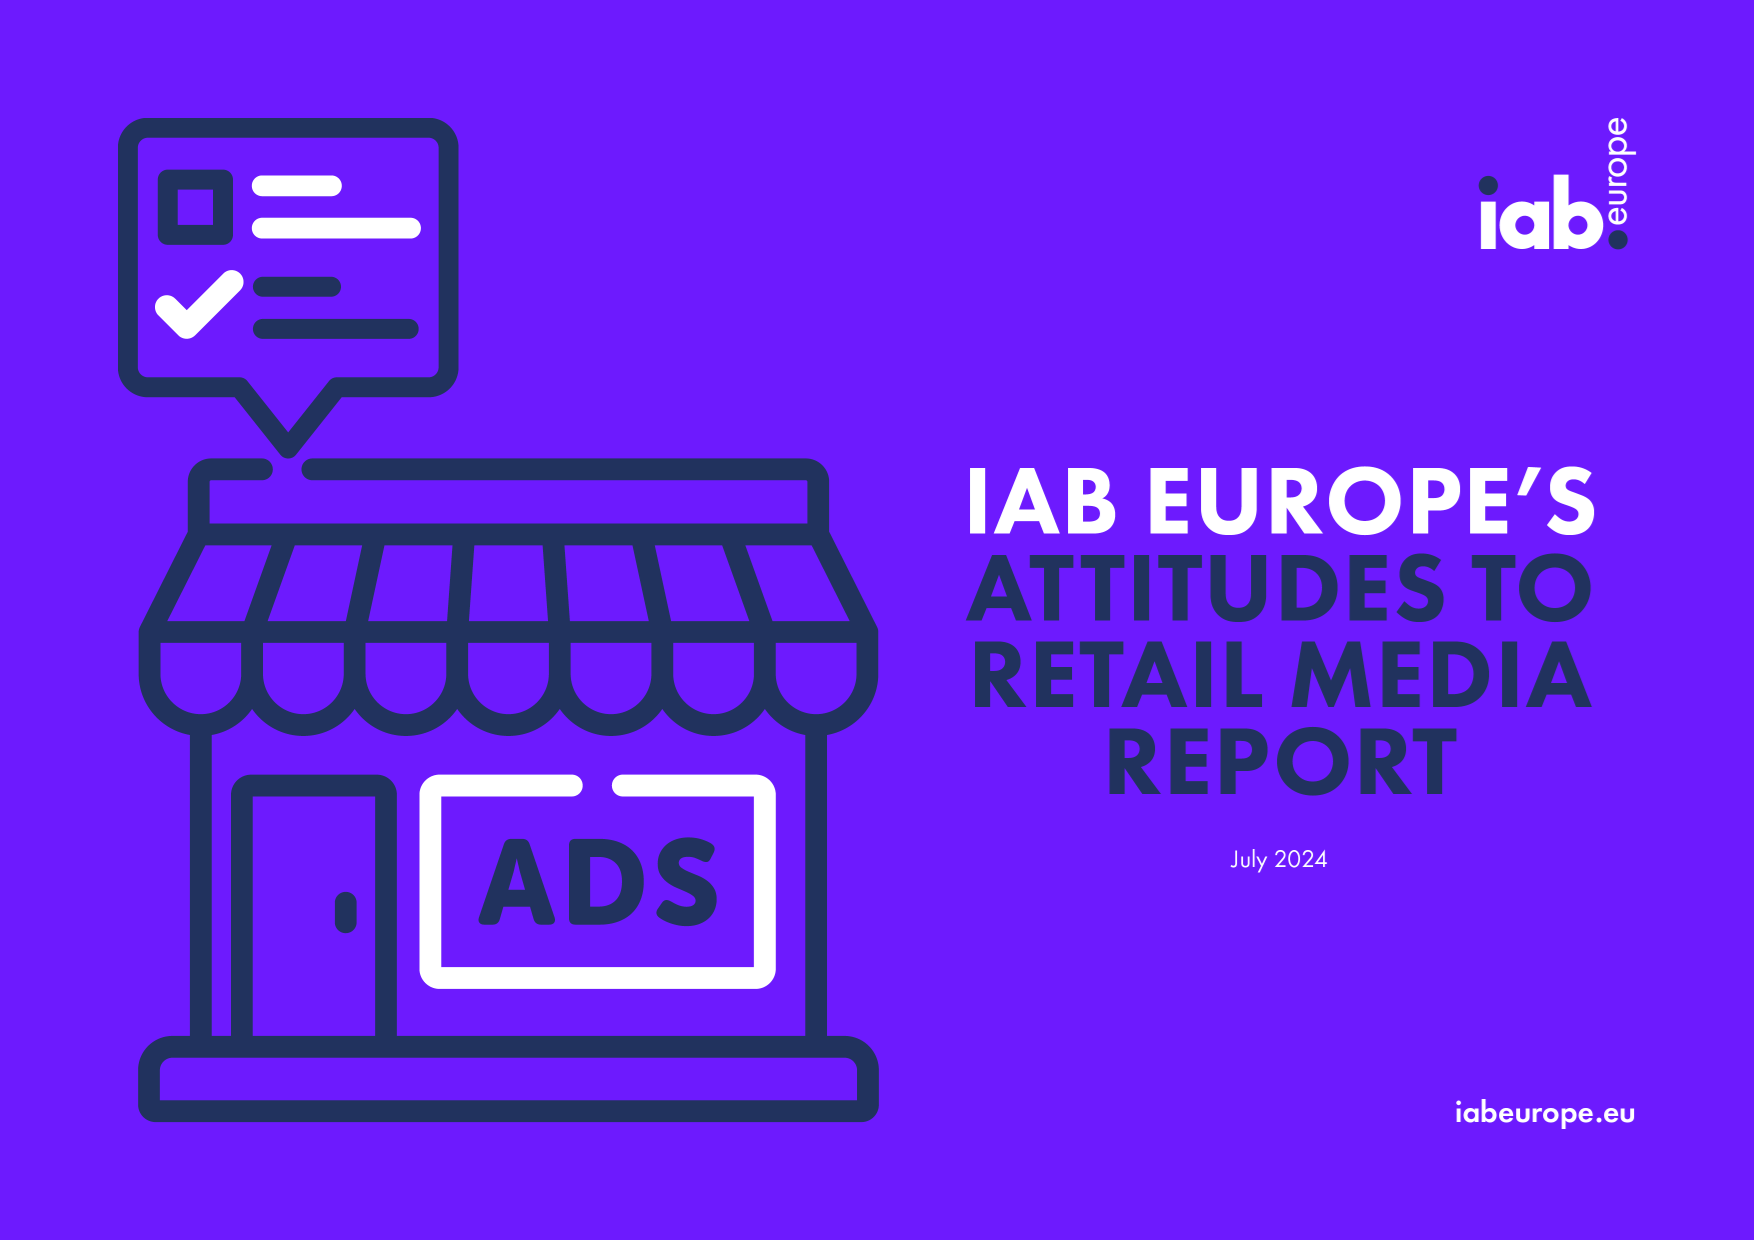 iab
europe
IAB EUROPE’S
ATTITUDES TO
RETAIL MEDIA
REPORT
July 2024
ADS
iabeurope.eu